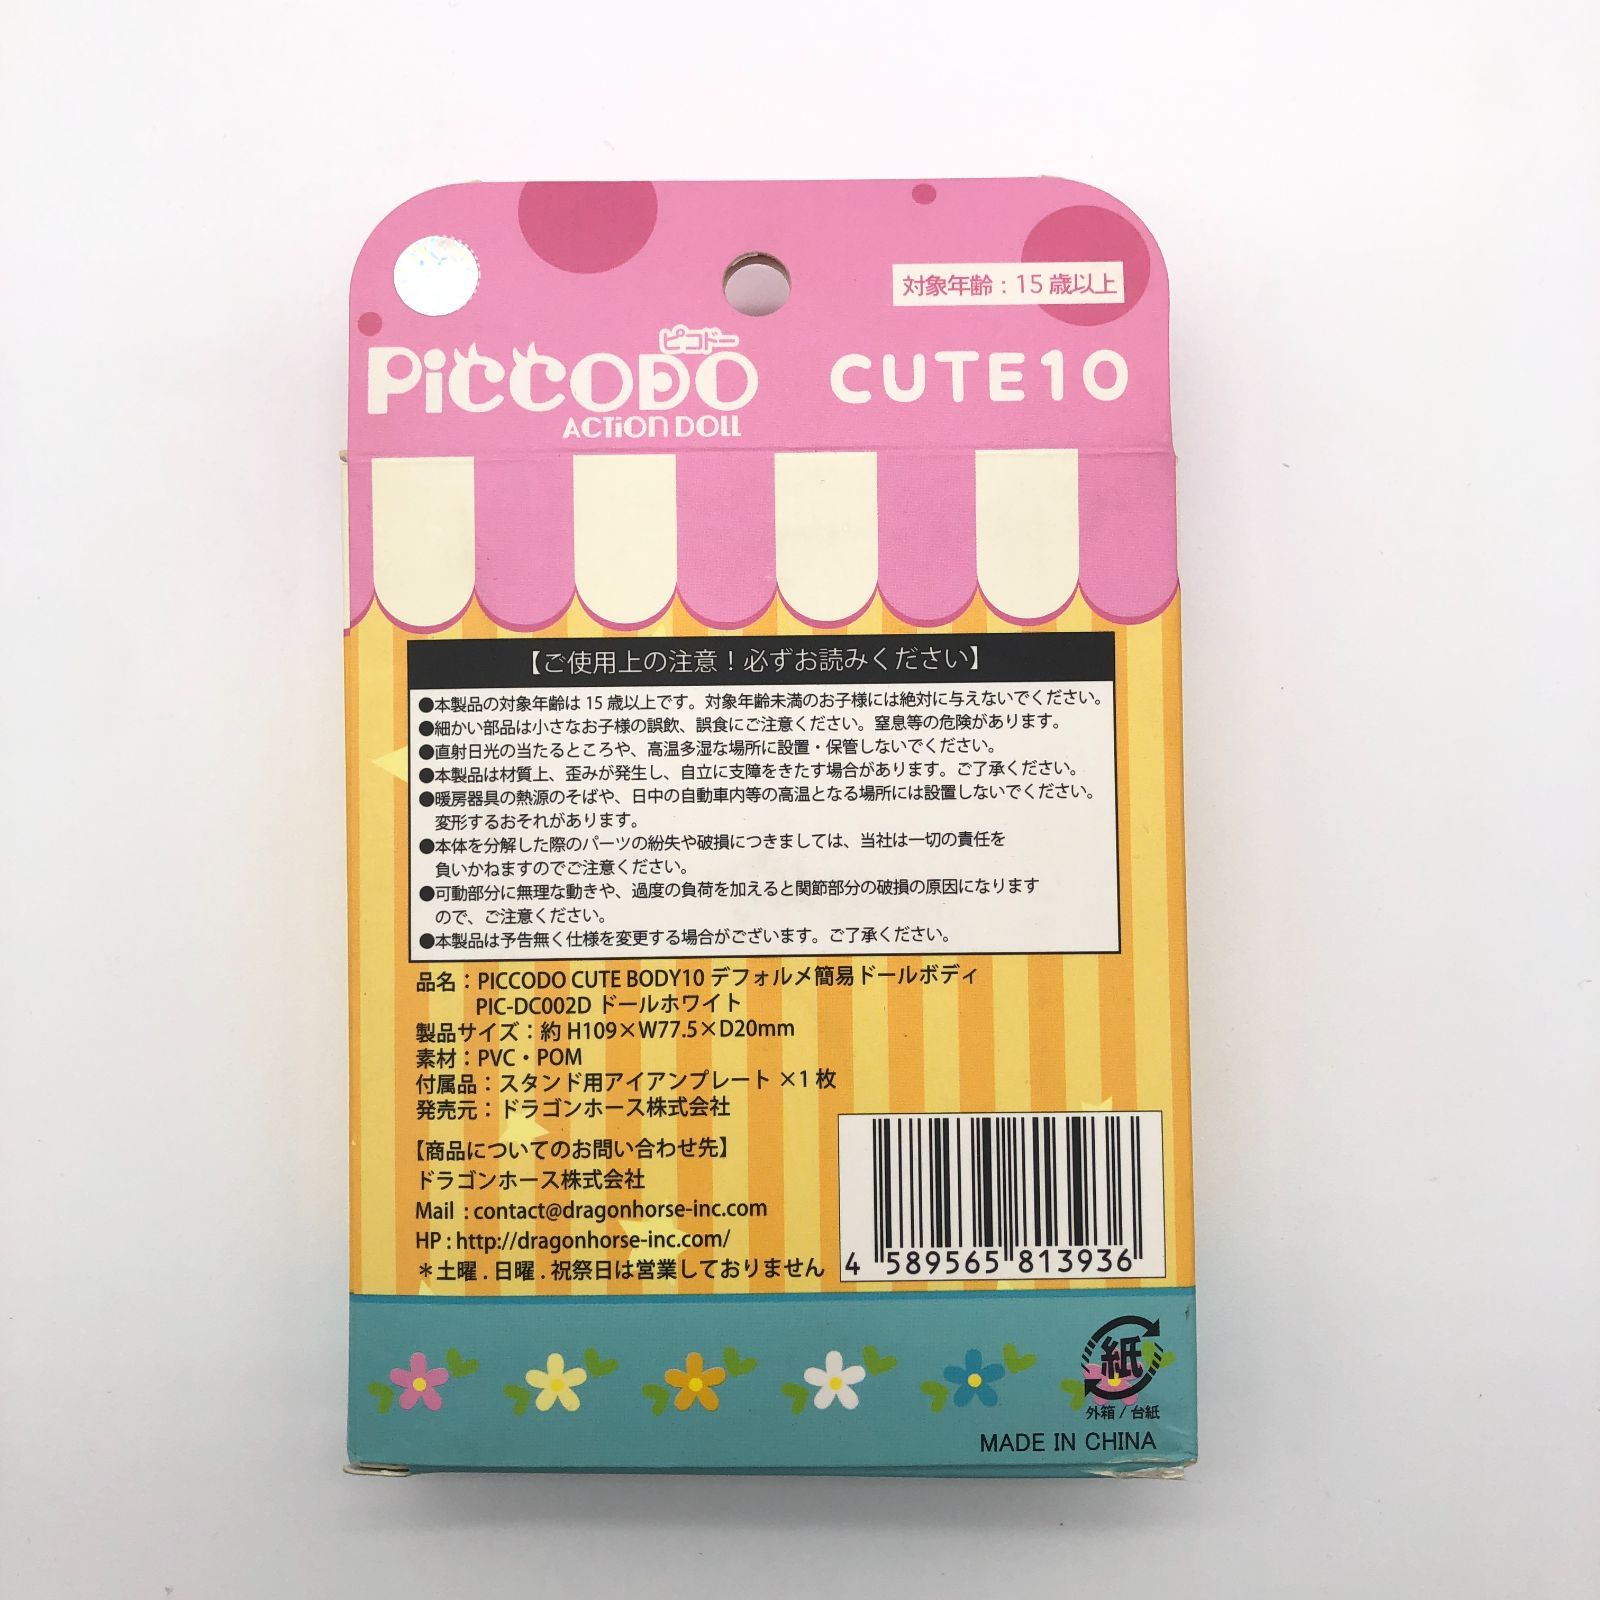 対象年齢：15 歳以上
ピコドー
PiCCODO
CUTE10
ACTiON DOLL
【ご使用上の注意！必ずお読みください】
●本製品の対象年齢は 15 歳以上です。対象年齢未満のお子様には絶対に与えないでください。
●細かい部品は小さなお子様の誤飲、誤食にご注意ください。窒息等の危険があります。
●直射日光の当たるところや、高温多湿な場所に設置・保管しないでください。
●本製品は材質上、歪みが発生し、自立に支障をきたす場合があります。ご了承ください。
●暖房器具の熱源のそばや、日中の自動車内等の高温となる場所には設置しないでください。
変形するおそれがあります。
●本体を分解した際のパーツの紛失や破損につきましては、当社は一切の責任を
負いかねますのでご注意ください。
●可動部分に無理な動きや、過度の負荷を加えると関節部分の破損の原因になります
ので、ご注意ください。
●本製品は予告無く仕様を変更する場合がございます。ご了承ください。
品名：PICCODO CUTE BODY10 デフォルメ簡易ドールボディ
PIC-DC002D ドールホワイト
製品サイズ：約 H109×W77.5×D20mm
素材：PVC・POM
付属品：スタンド用アイアンプレート ×1 枚
発売元：ドラゴンホース株式会社
【商品についてのお問い合わせ先】
ドラゴンホース株式会社
Mail : contact@dragonhorse-inc.com
HP : http://dragonhorse-inc.com/
＊土曜 . 日曜 . 祝祭日は営業しておりません
4 589565 813936
紙
外箱 / 台紙
MADE IN CHINA